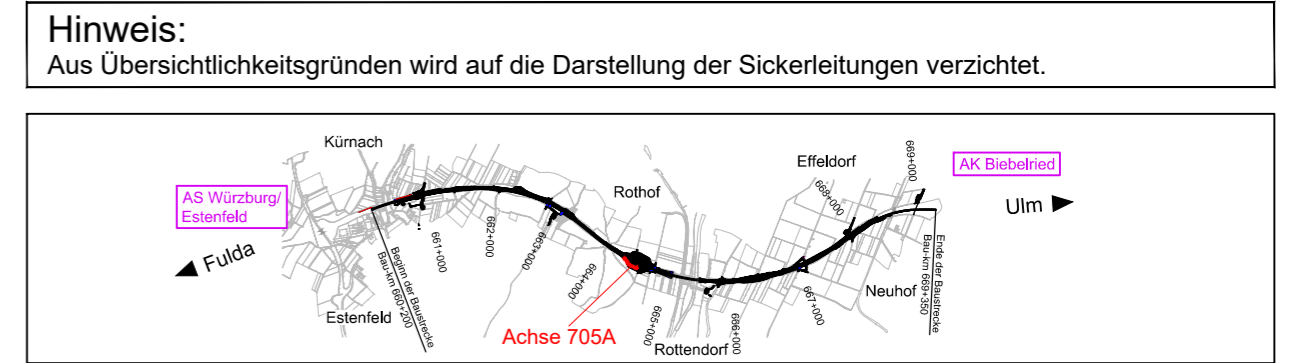 Hinweis:
Aus Übersichtlichkeitsgründen wird auf die Darstellung der Sickerleitungen verzichtet.
Kürnach
AS Würzburg/
Estenfeld
Fulda
Beginn der Baustrecke
Bau-km 660+200
Estenfeld
661+000
662+000
663+000
664+000
Rothof
Achse 705A
665+000
Rottendorf
666+000
667+000
Effeldorf
668+000
669+000
AK Biebelried
Ulm
Neuhof
Ende der Baustrecke
Bau-km 669+350